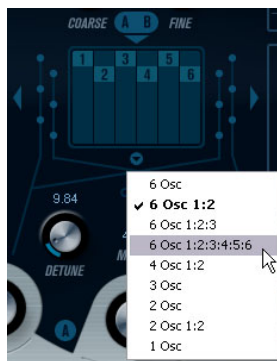 COARSE A B FINE
1 3 5
2 4 6
9.84
DETUNE
A
6 Osc
✓ 6 Osc 1:2
6 Osc 1:2:3
6 Osc 1:2:3:4:5:6
4 Osc 1:2
3 Osc
2 Osc
2 Osc 1:2
1 Osc